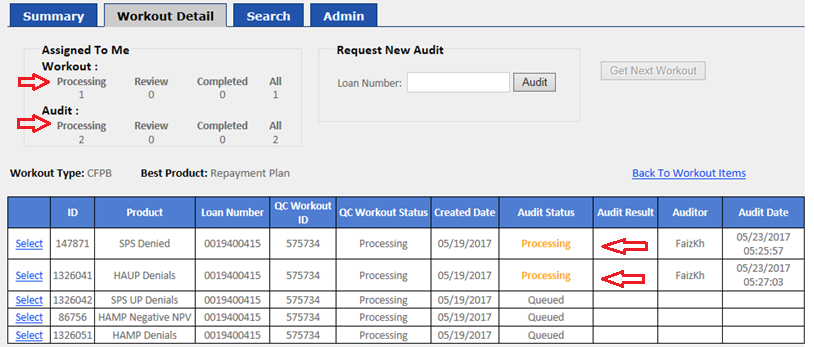 Summary Workout Detail Search Admin
Assigned To Me
Workout :
Processing Review Completed All
1 0 0 1
Audit :
Processing Review Completed All
2 0 0 2
Request New Audit
Loan Number: Audit
Get Next Workout
Workout Type: CFPB Best Product: Repayment Plan Back To Workout Items
ID Product Loan Number QC Workout ID QC Workout Status Created Date Audit Status Audit Result Auditor Audit Date
Select 147871 SPS Denied 0019400415 575734 Processing 05/19/2017 Processing FaizKh 05/23/2017 05:25:57
Select 1326041 HAUP Denials 0019400415 575734 Processing 05/19/2017 Processing FaizKh 05/23/2017 05:27:03
Select 1326042 SPS UP Denials 0019400415 575734 Processing 05/19/2017 Queued
Select 86756 HAMP Negative NPV 0019400415 575734 Processing 05/19/2017 Queued
Select 1326051 HAMP Denials 0019400415 575734 Processing 05/19/2017 Queued